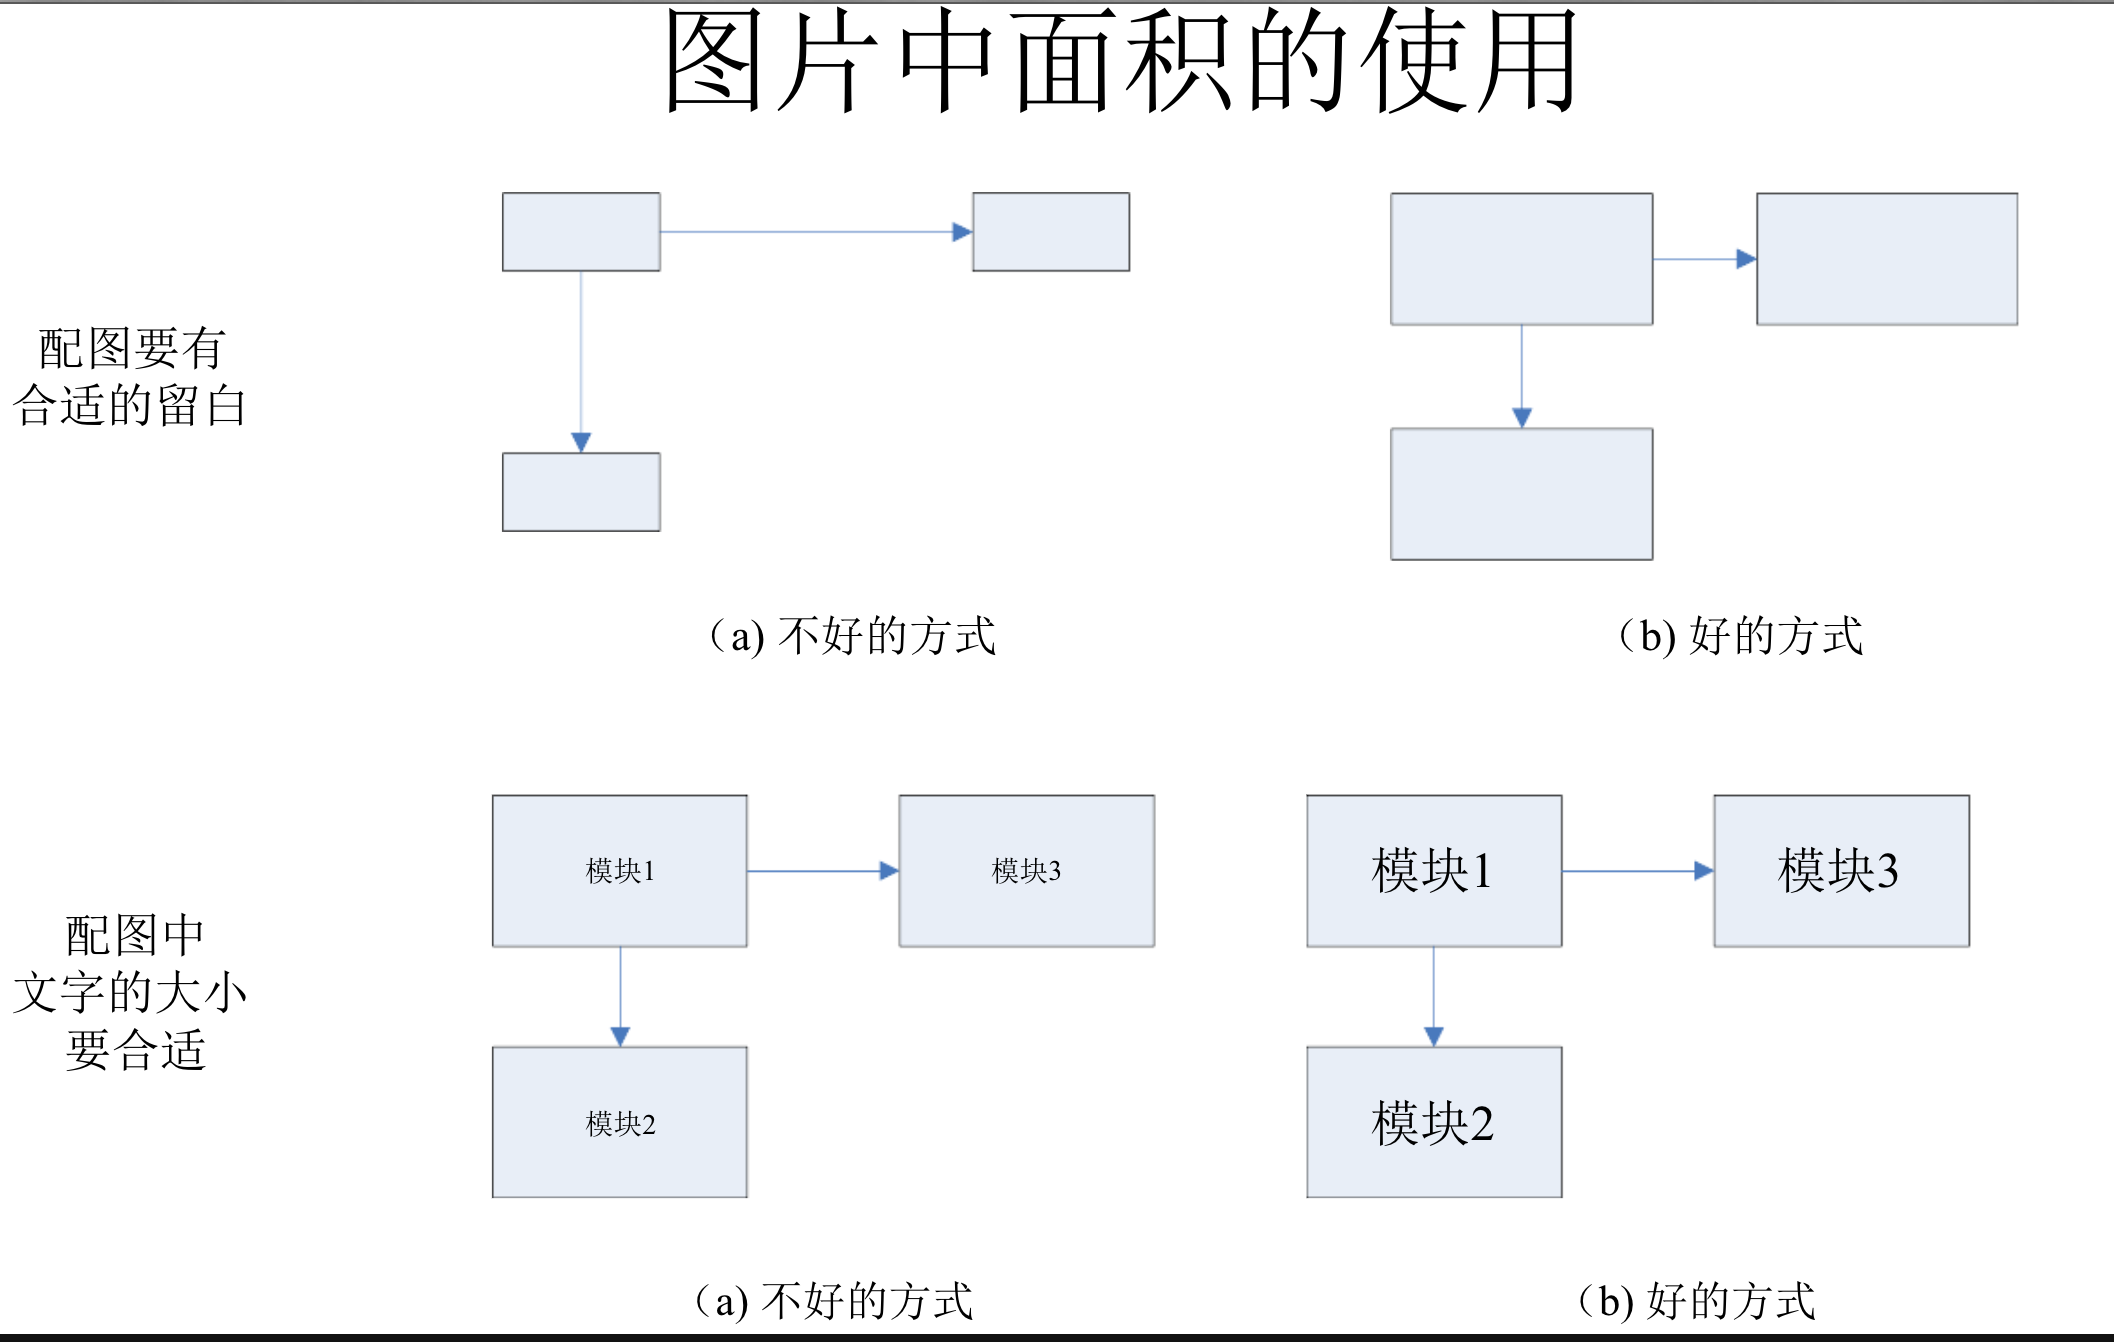 图片中面积的使用
配图要有
合适的留白
（a) 不好的方式
（b) 好的方式
配图中
文字的大小
要合适
模块1
模块3
模块2
模块1
模块3
模块2
（a) 不好的方式
（b) 好的方式